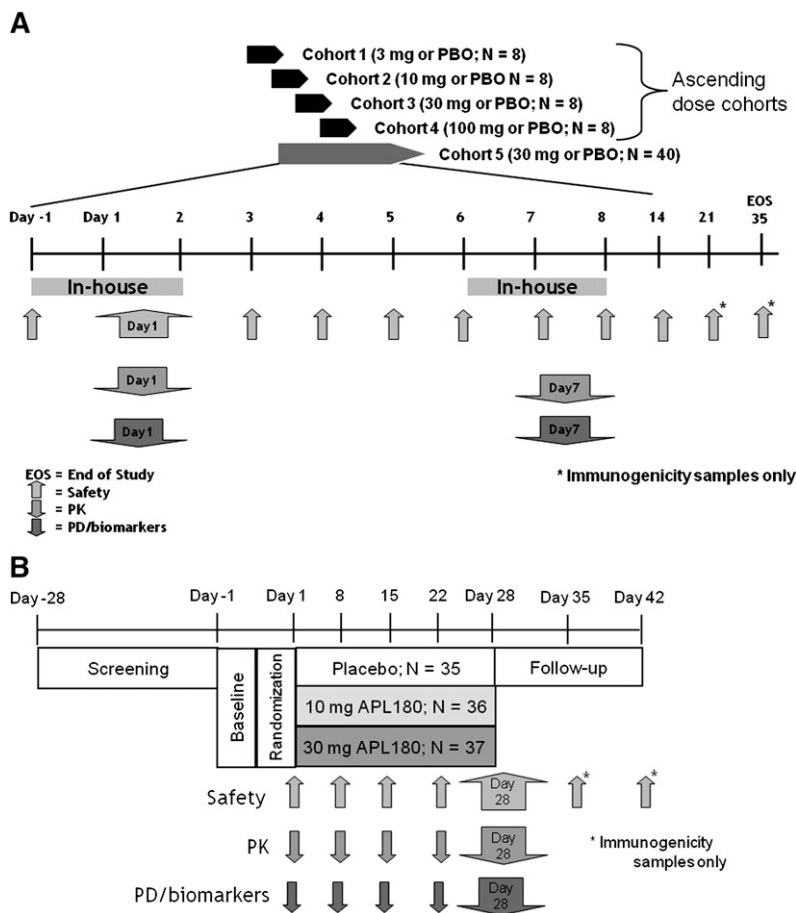 A
Cohort 1 (3 mg or PBO; N = 8)
Cohort 2 (10 mg or PBO N = 8)
Cohort 3 (30 mg or PBO; N = 8)
Cohort 4 (100 mg or PBO; N = 8)
Cohort 5 (30 mg or PBO; N = 40)
Ascending
dose cohorts
EOS
Day -1 Day 1 2 3 4 5 6 7 8 14 21 35
In-house In-house
* *
Day1
Day1 Day7
Day1 Day7
EOS = End of Study
= Safety
= PK
= PD/biomarkers
* Immunogenicity samples only
B
Day -28 Day -1 Day 1 8 15 22 Day 28 Day 35 Day 42
Screening
Baseline
Randomization
Placebo; N = 35
Follow-up
10 mg APL180; N = 36
30 mg APL180; N = 37
Safety
Day
28
* *
PK
Day
28
* Immunogenicity
samples only
PD/biomarkers
Day
28